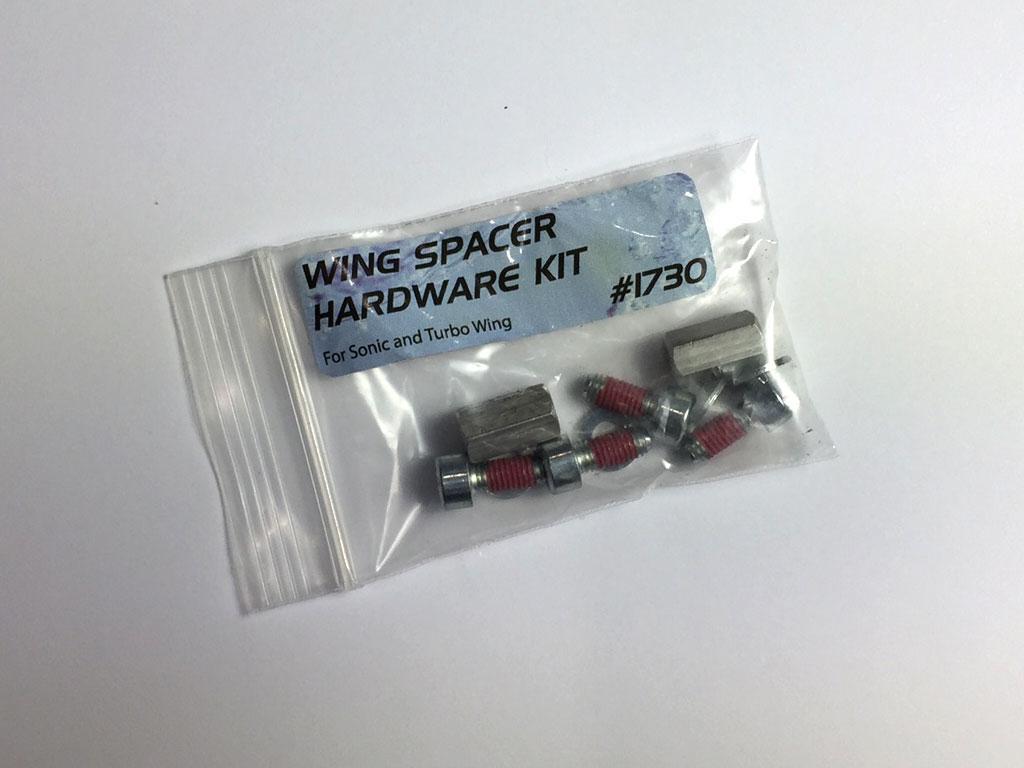 WING SPACER
HARDWARE KIT
#1730
For Sonic and Turbo Wing